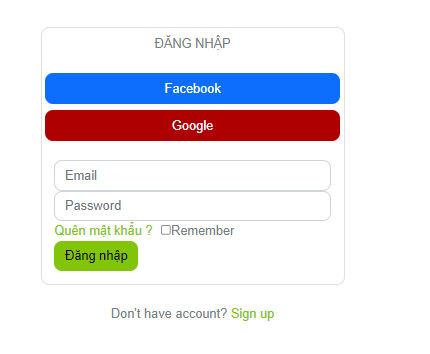 ĐĂNG NHẬP
Facebook
Google
Email
Password
Quên mật khẩu ? Remember
Đăng nhập
Don't have account? Sign up